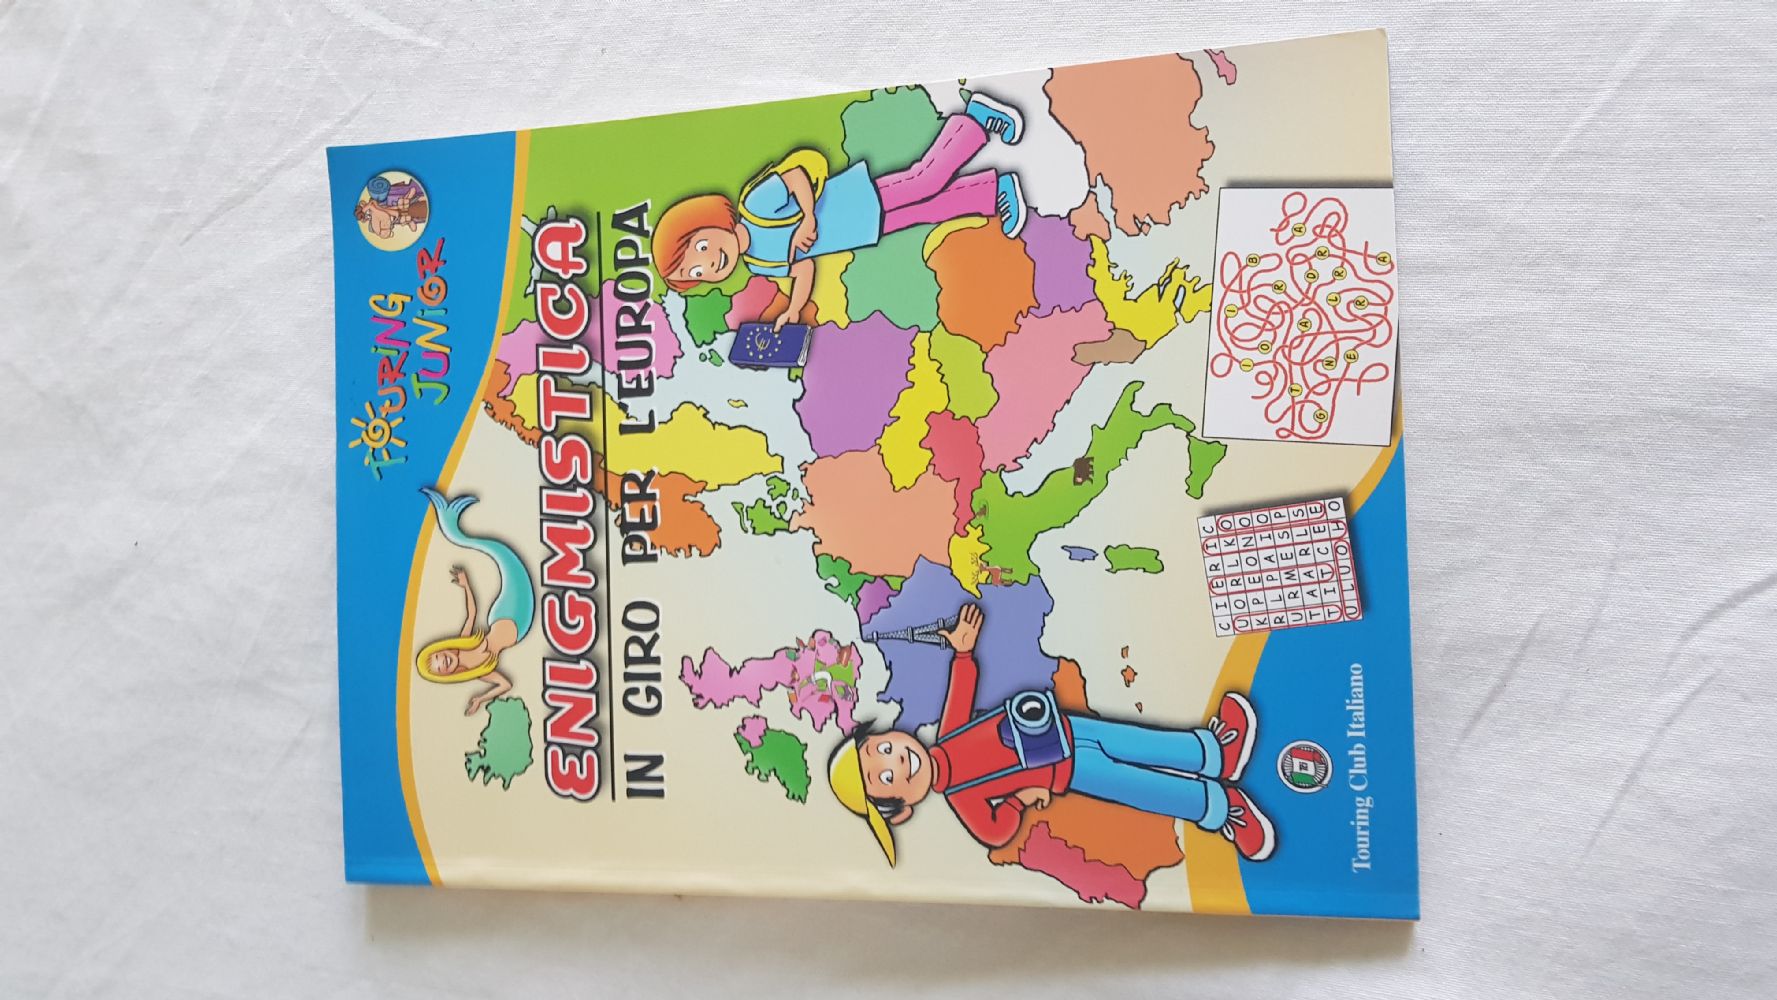 TOURING
JUNIOR
ENIGMISTICA
IN GIRO PER L'EUROPA
C I E R I C
U O R L K O
K P E O N O
R L P A I O
U R M E S P
Touring Club Italiano